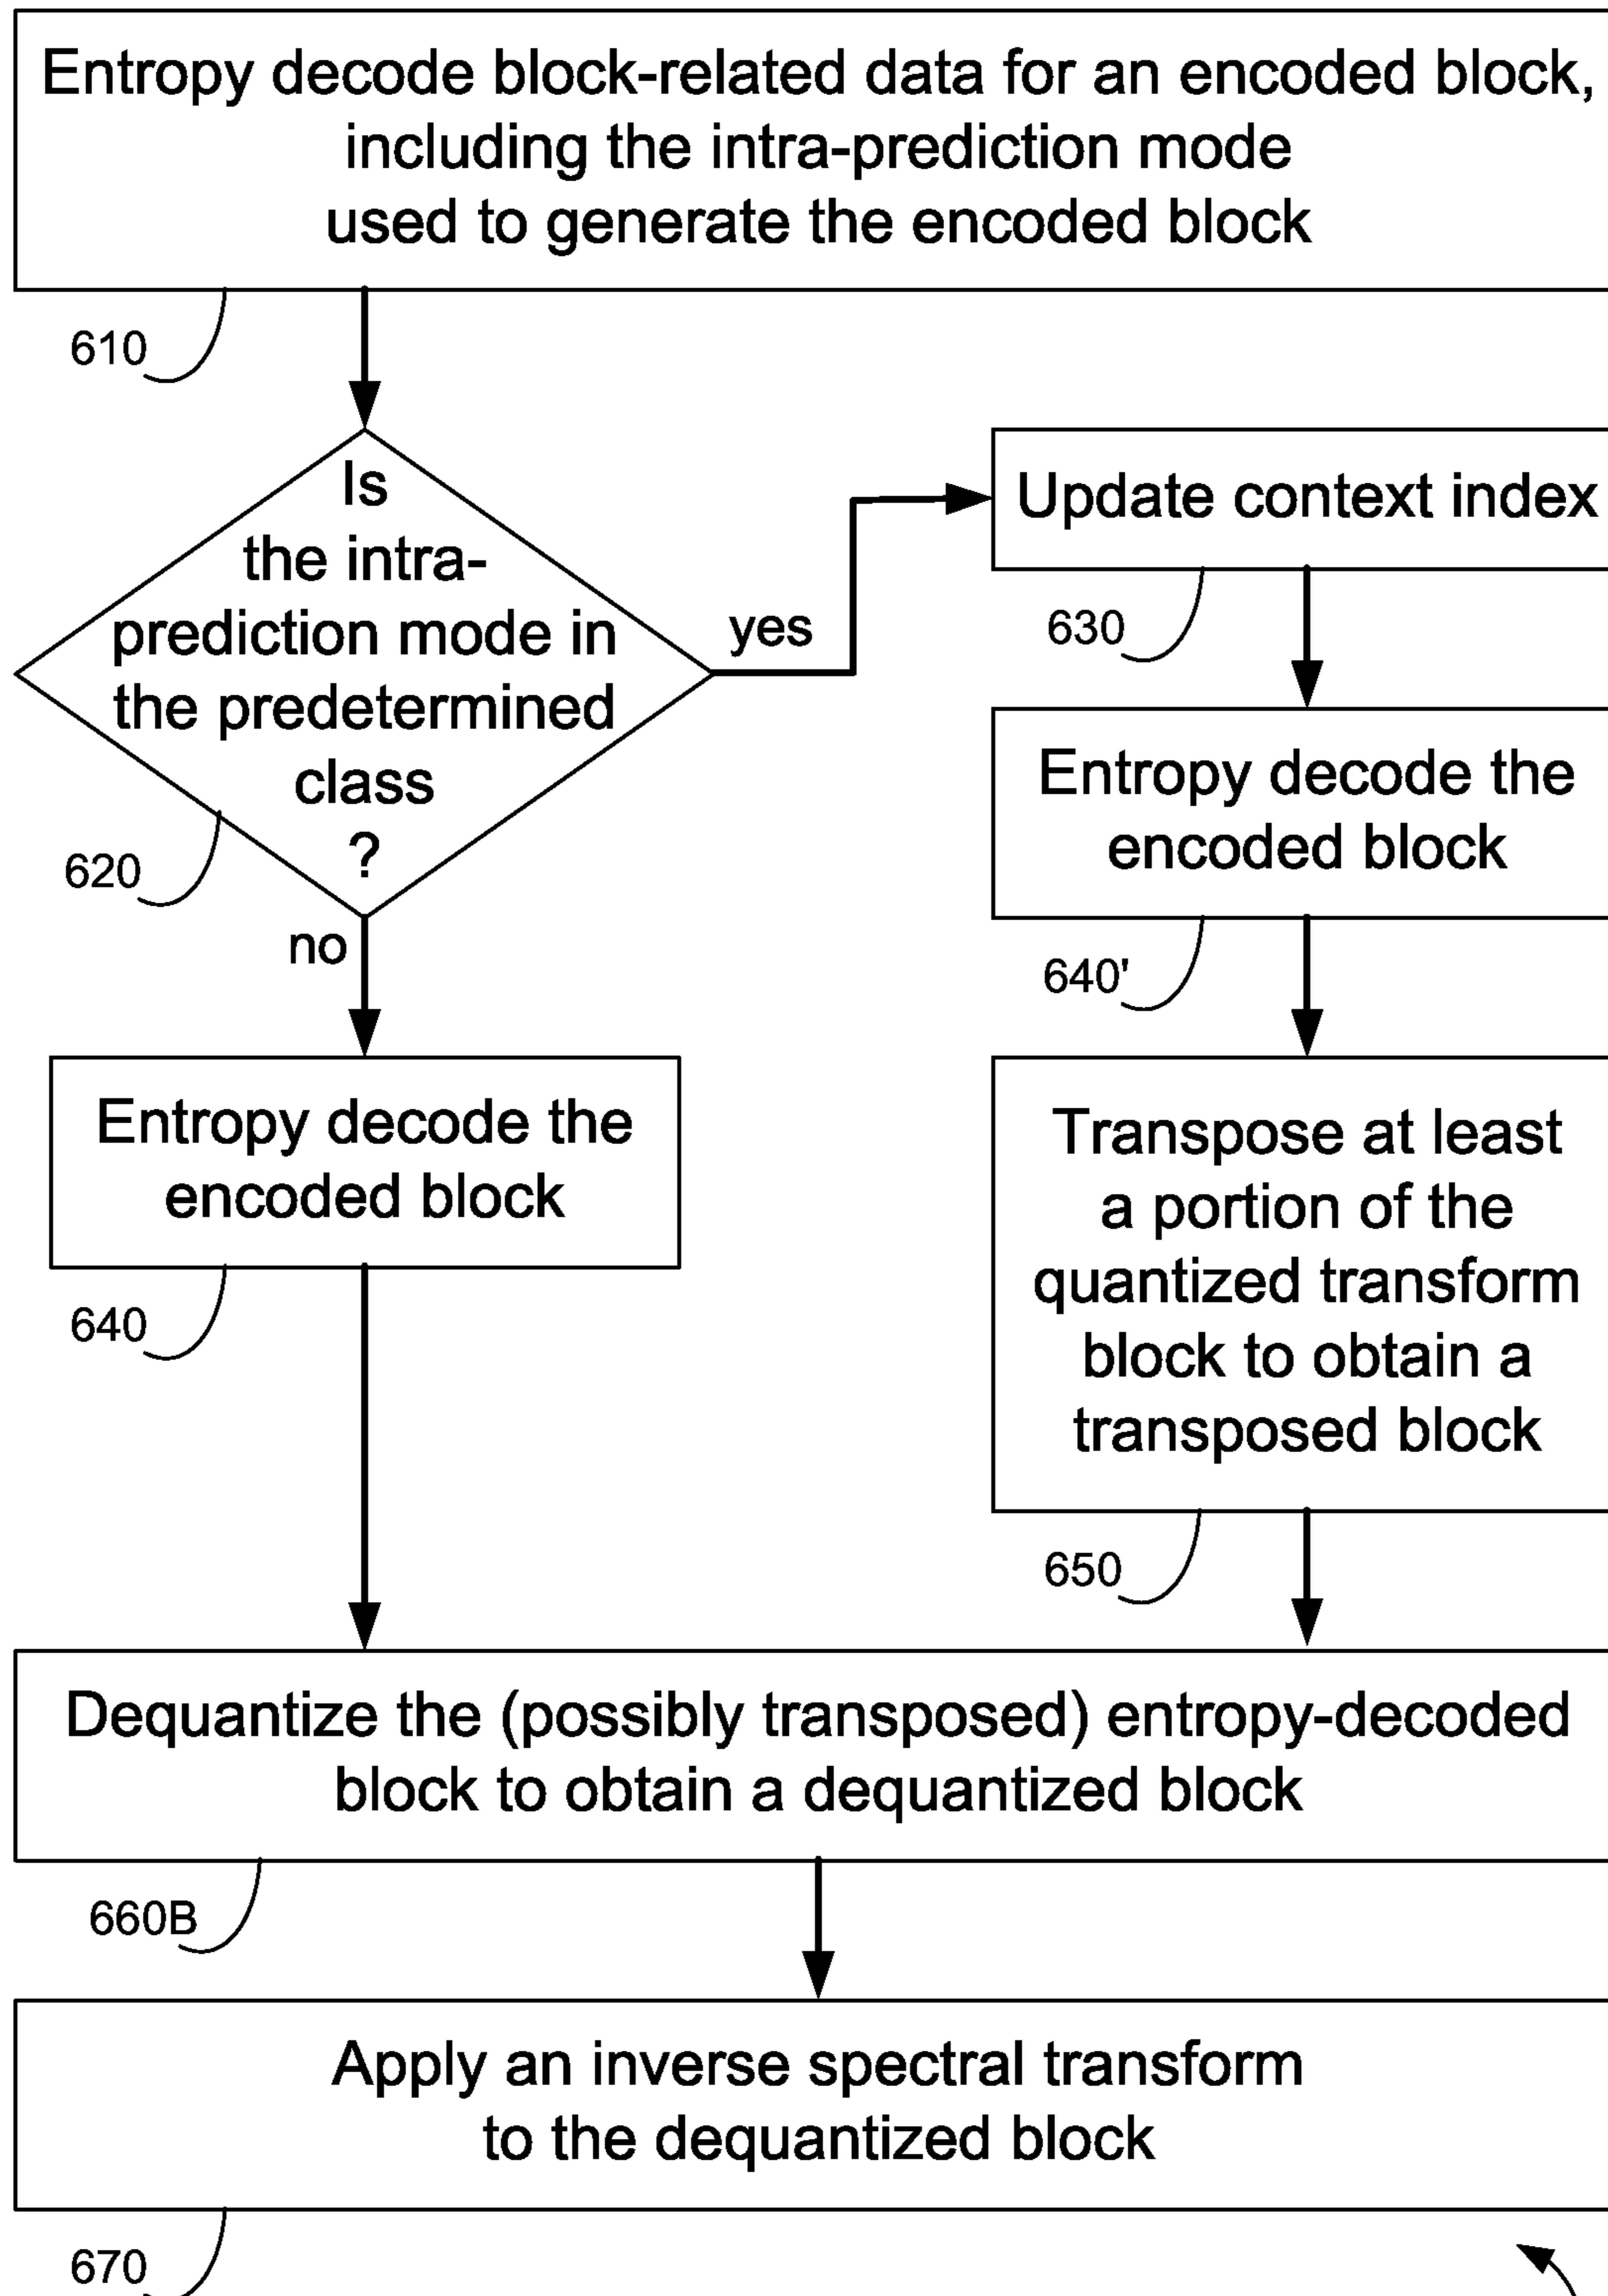 Entropy decode block-related data for an encoded block,
including the intra-prediction mode
used to generate the encoded block
610
Is
the intra-
prediction mode in
the predetermined
class
?
620
yes
no
Update context index
630
Entropy decode the
encoded block
640'
Entropy decode the
encoded block
640
Transpose at least
a portion of the
quantized transform
block to obtain a
transposed block
650
Dequantize the (possibly transposed) entropy-decoded
block to obtain a dequantized block
660B
Apply an inverse spectral transform
to the dequantized block
670